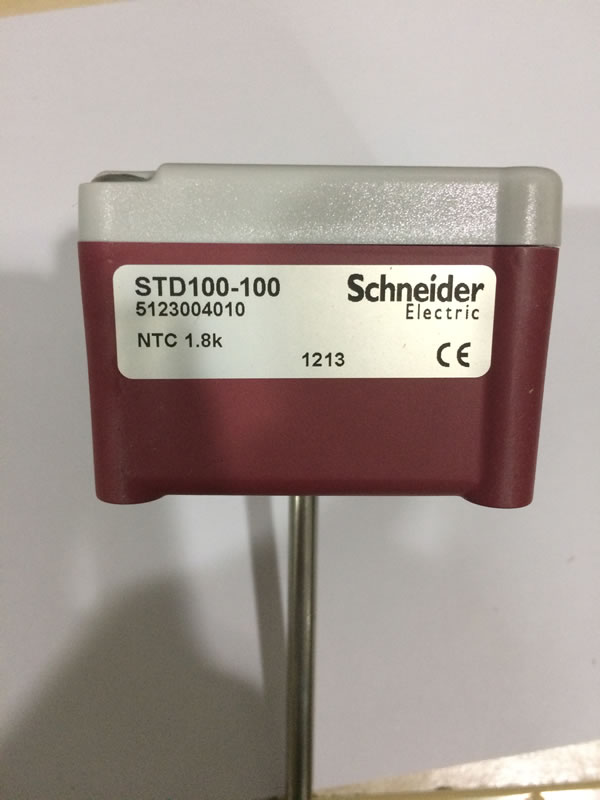 STD100-100
5123004010
NTC 1.8k
1213
Schneider
Electric
CE